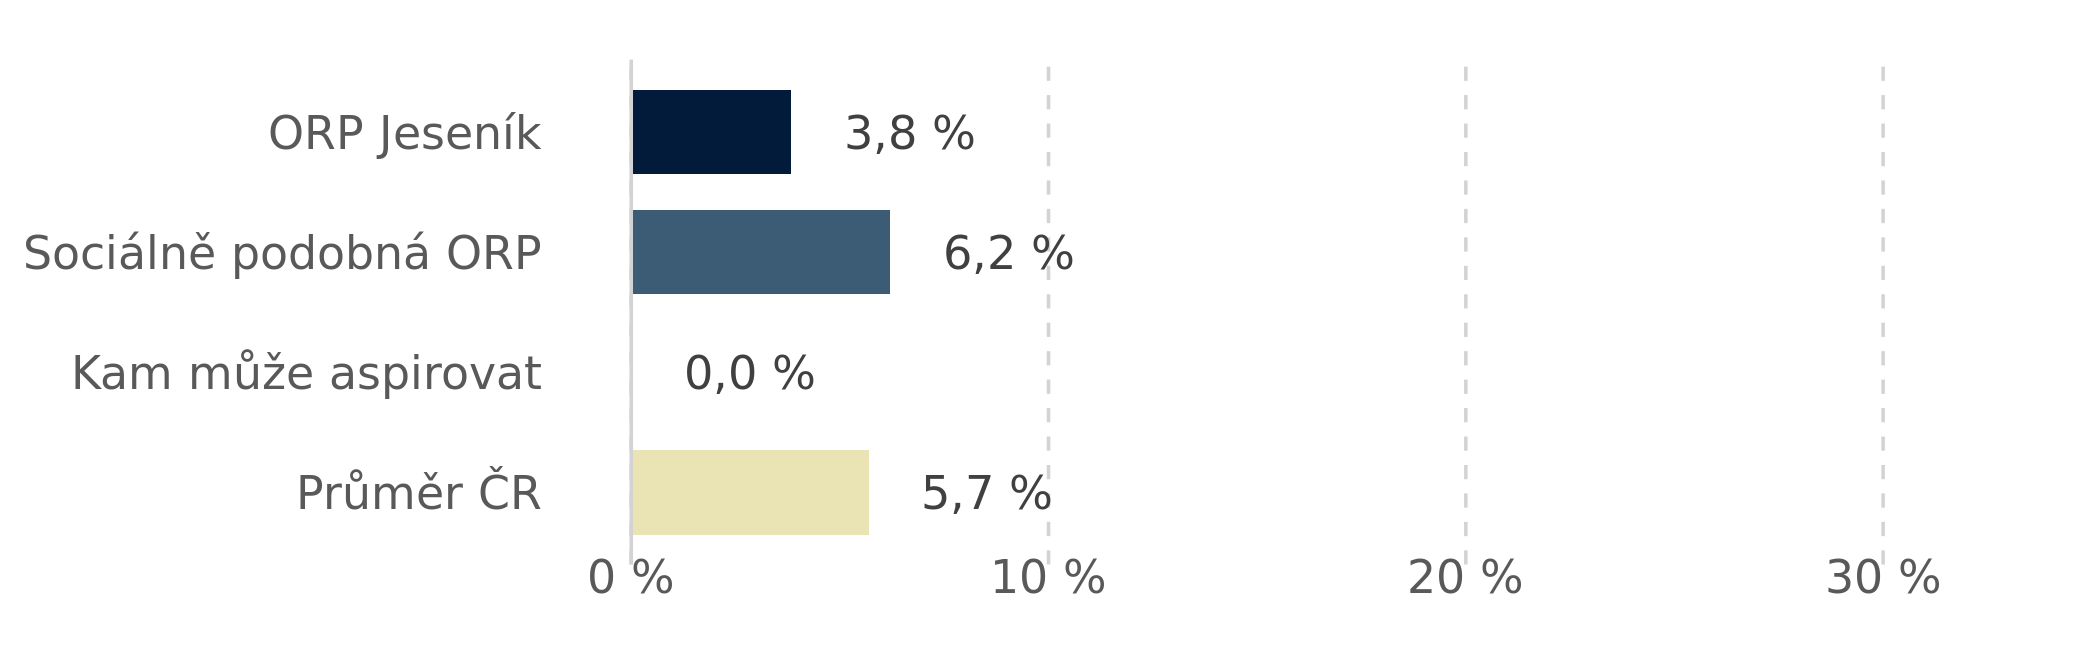 ORP Jeseník 3,8 %
Sociálně podobná ORP 6,2 %
Kam může aspirovat 0,0 %
Průměr ČR 5,7 %
0 % 10 % 20 % 30 %